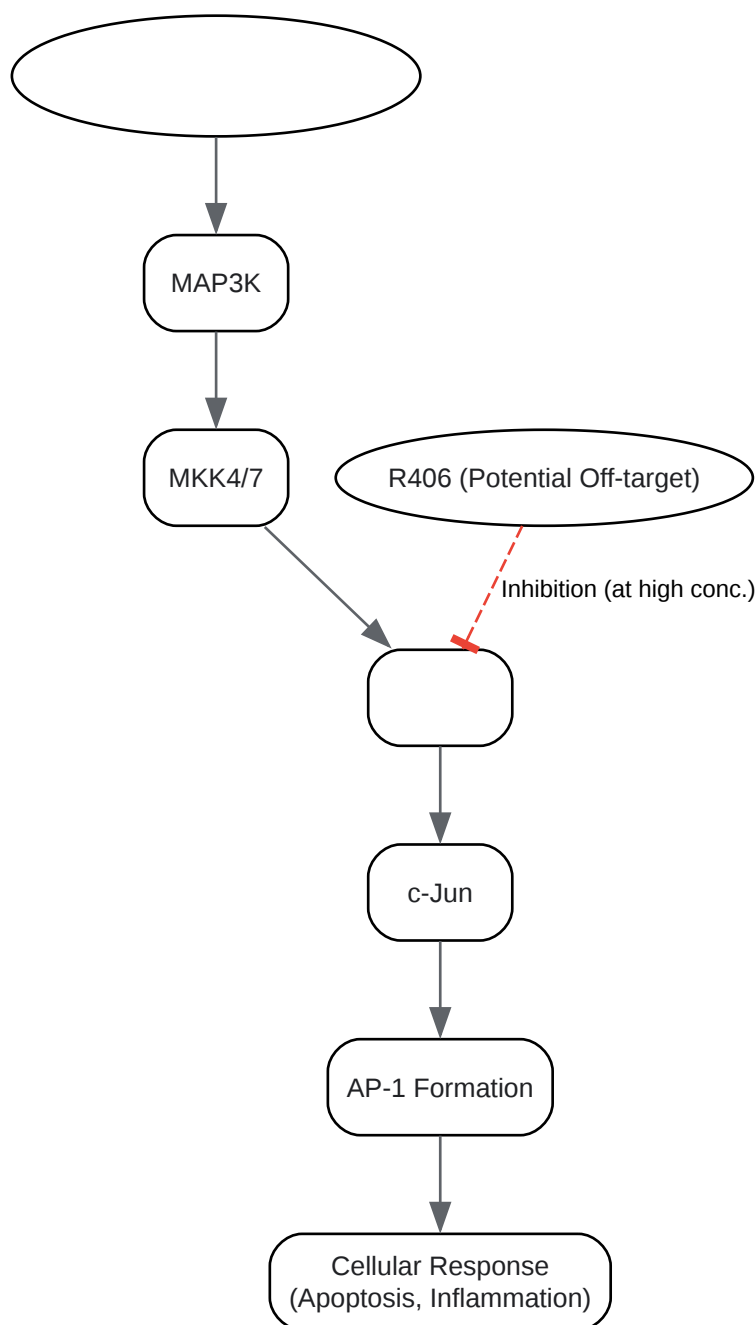 MAP3K
MKK4/7
R406 (Potential Off-target)
Inhibition (at high conc.)
c-Jun
AP-1 Formation
Cellular Response
(Apoptosis, Inflammation)